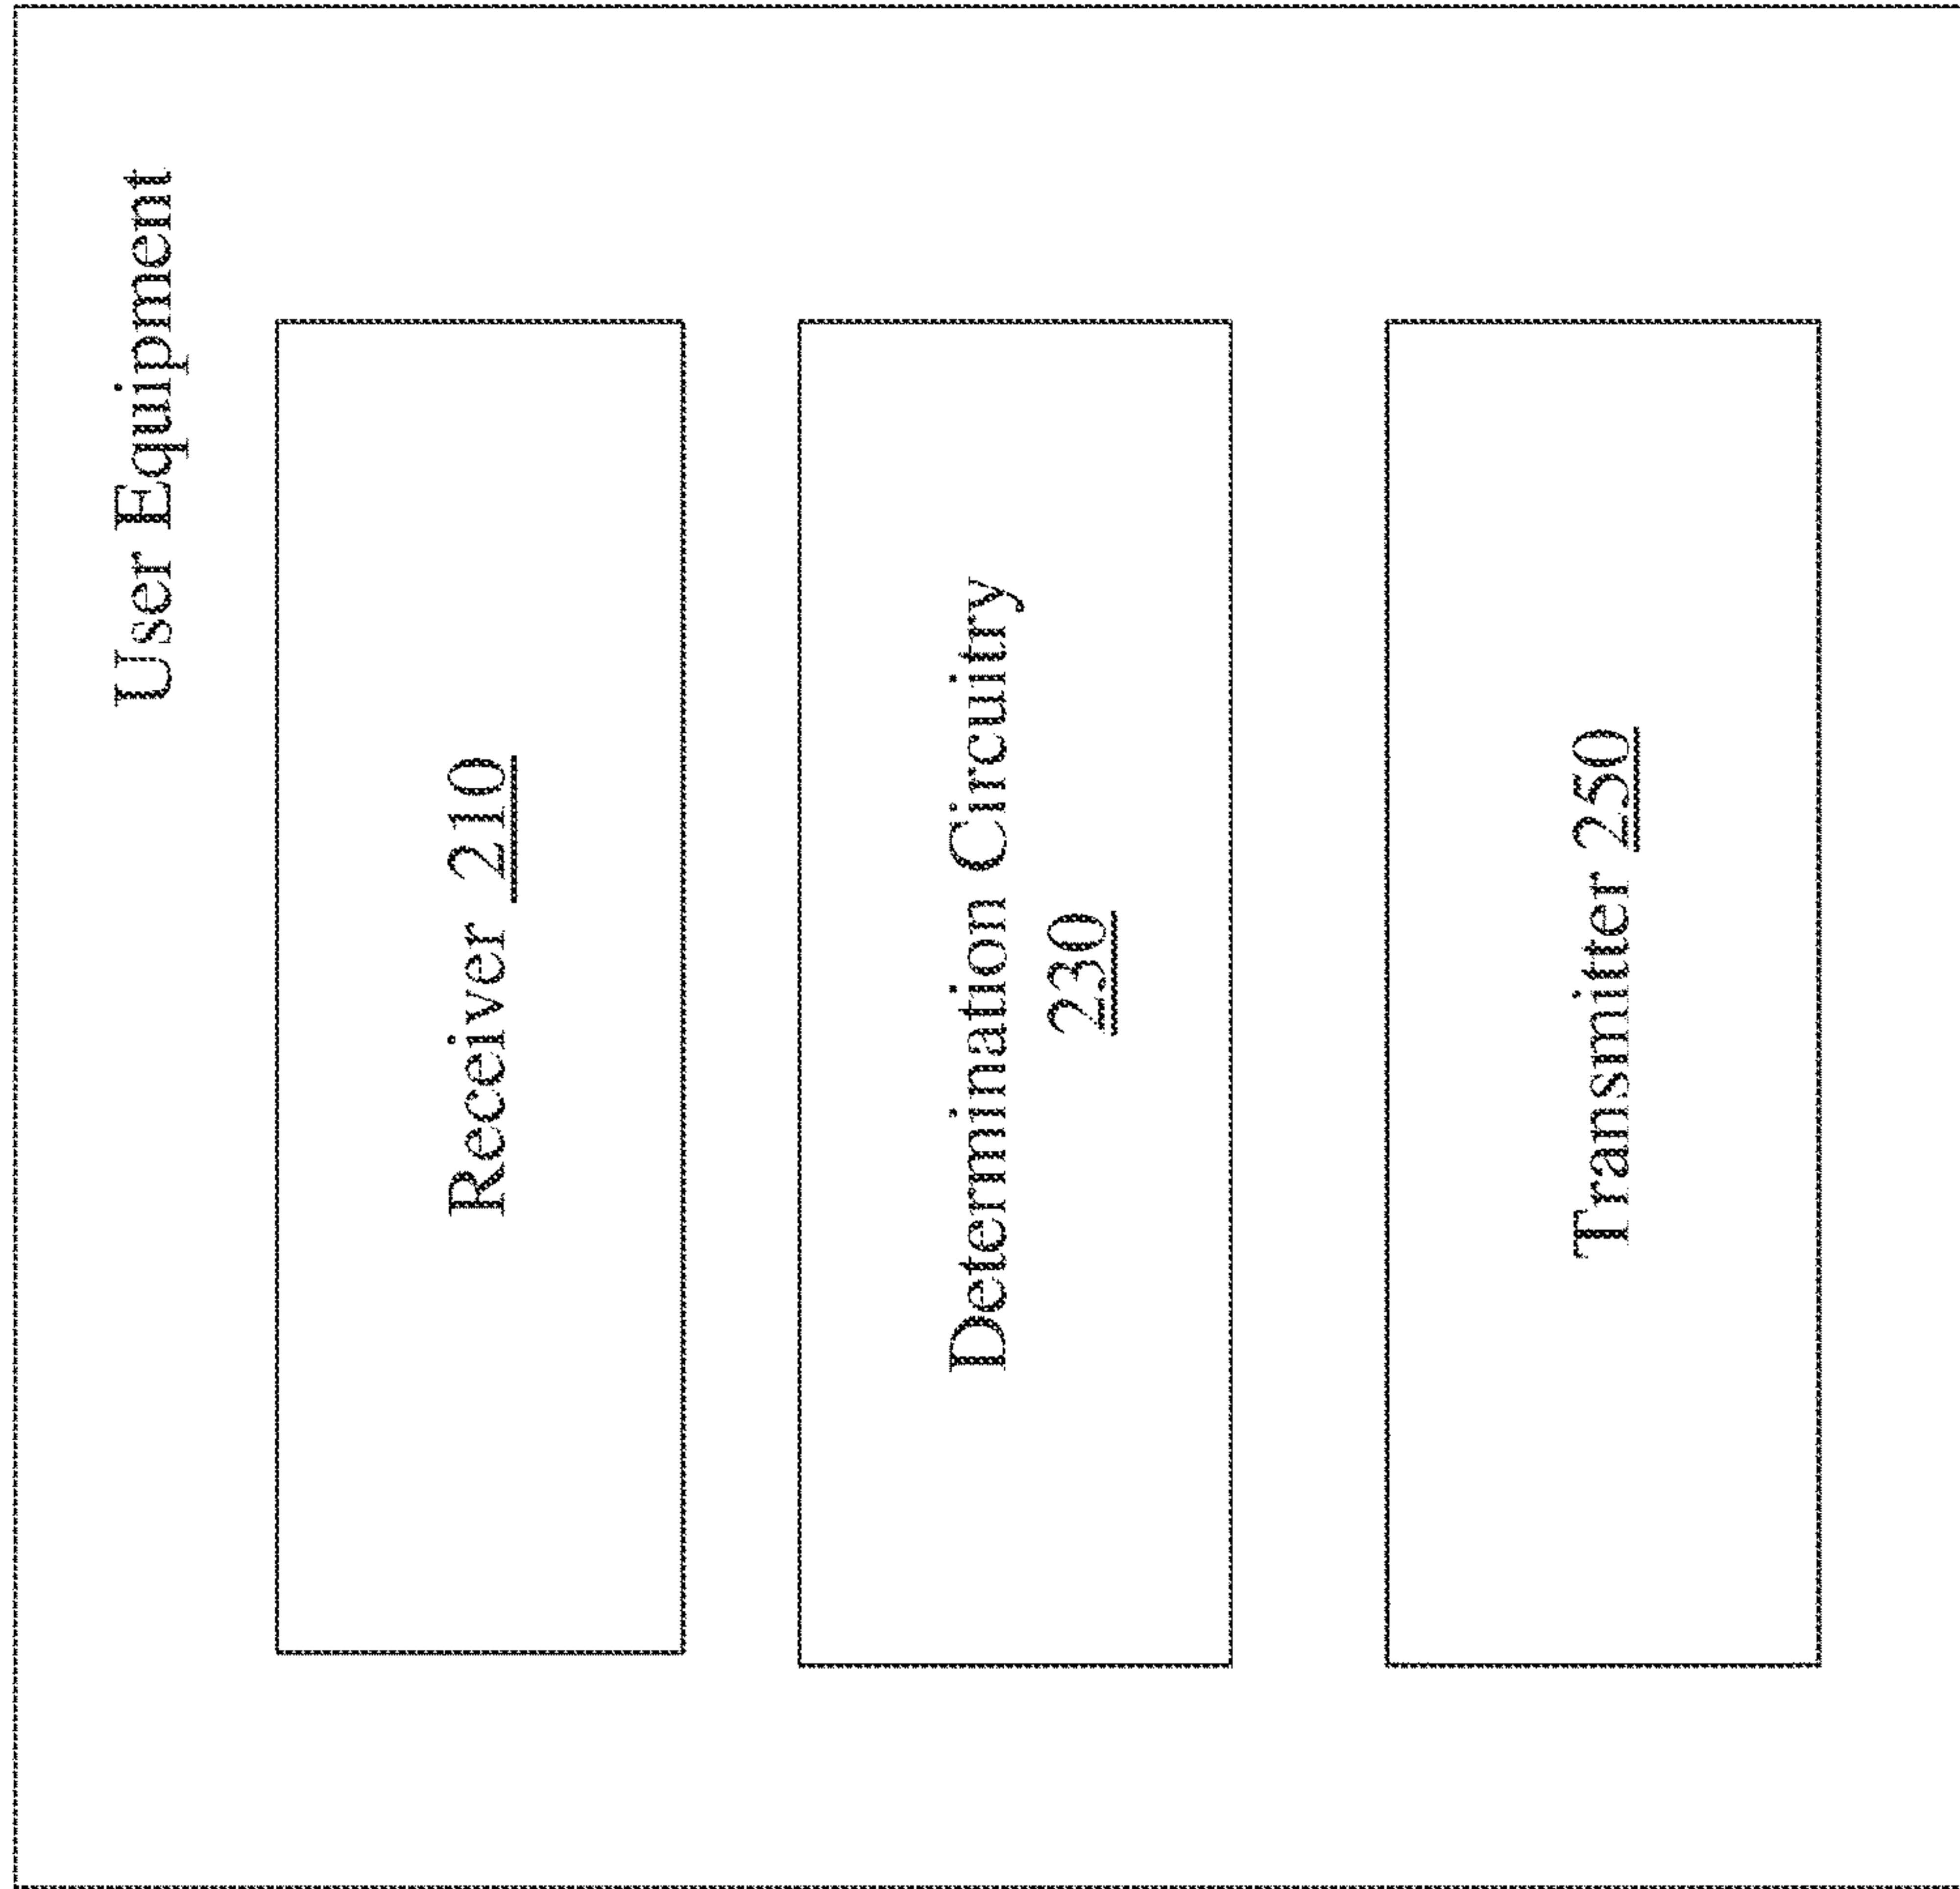 User Equipment
Receiver 210
Determination Circuitry
230
Transmitter 250